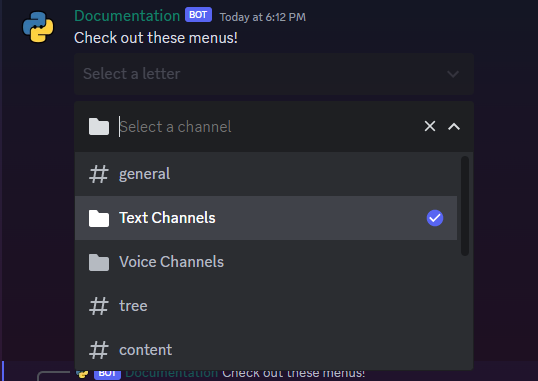 Documentation BOT Today at 6:12 PM
Check out these menus!
Select a letter
Select a channel
general
Text Channels
Voice Channels
tree
content
BOT Documentation Check out these menus!